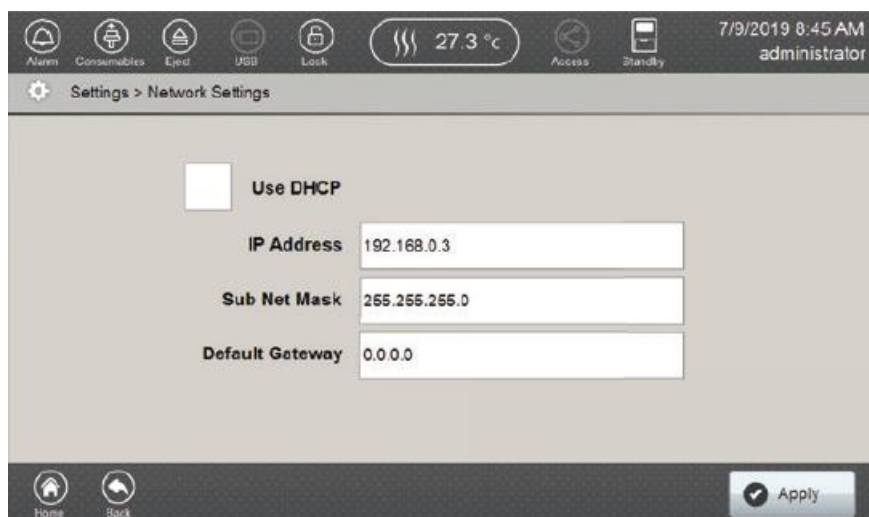 7/9/2019 8:45 AM
27.3 °c
administrator
Alarm Consumables Eject USB Lock Access Standby
Settings > Network Settings
Use DHCP
IP Address 192.168.0.3
Sub Net Mask 255.255.255.0
Default Gateway 0.0.0.0
Home Back Apply